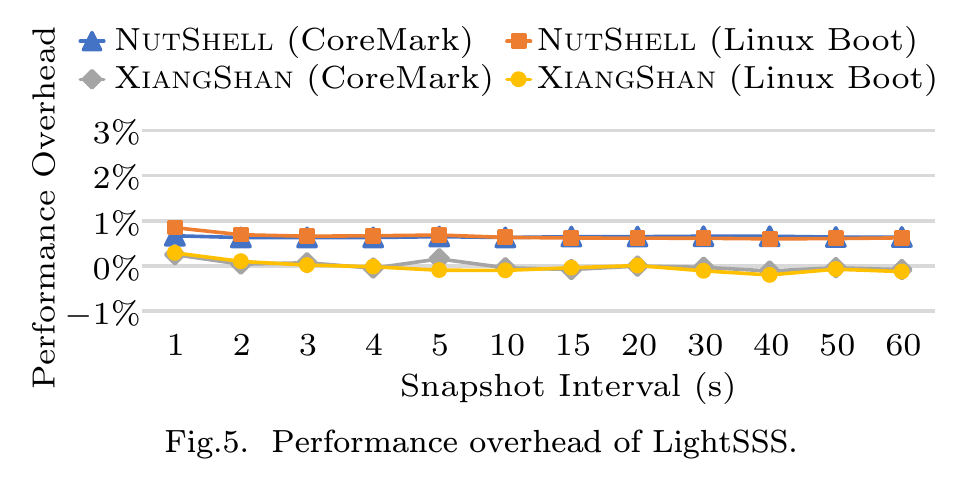 NUTSHELL (CoreMark) NUTSHELL (Linux Boot)
XIANGSHAN (CoreMark) XIANGSHAN (Linux Boot)
Performance Overhead
3%
2%
1%
0%
−1%
1 2 3 4 5 10 15 20 30 40 50 60
Snapshot Interval (s)
Fig.5. Performance overhead of LightSSS.